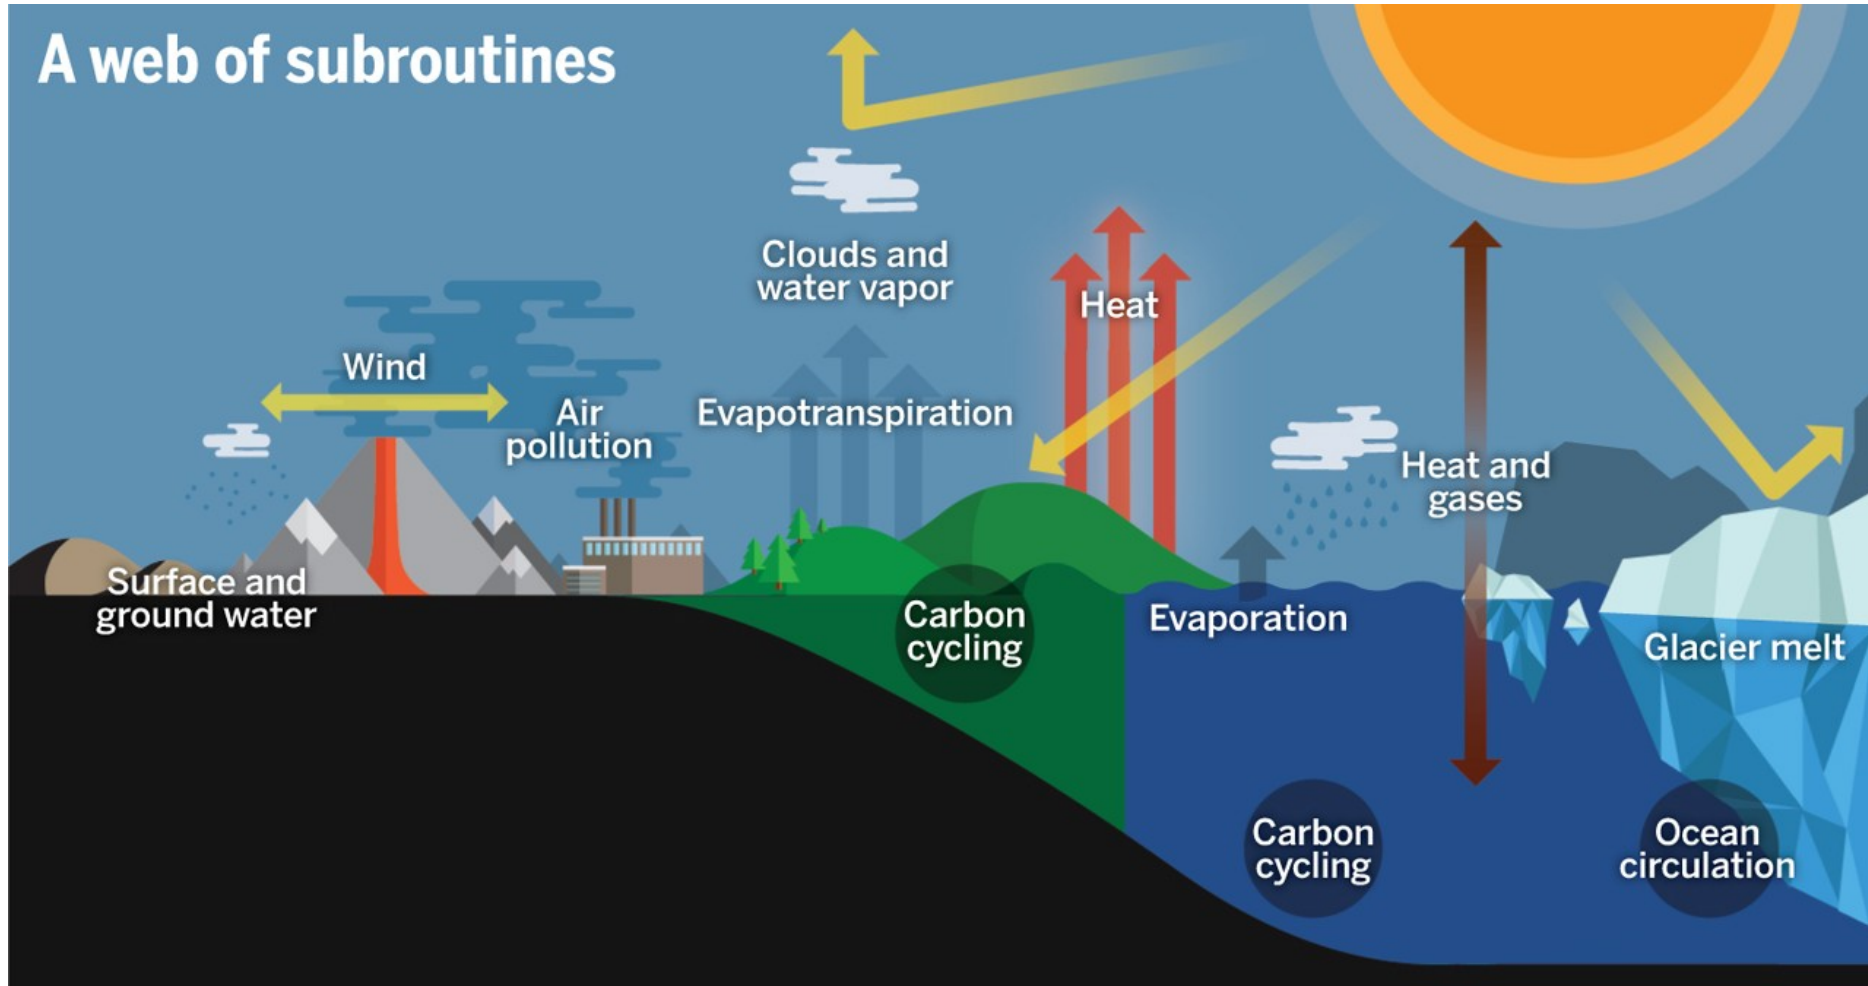 A web of subroutines
Clouds and
water vapor
Heat
Wind
Air
pollution
Evapotranspiration
Heat and
gases
Surface and
ground water
Carbon
cycling
Evaporation
Glacier melt
Carbon
cycling
Ocean
circulation